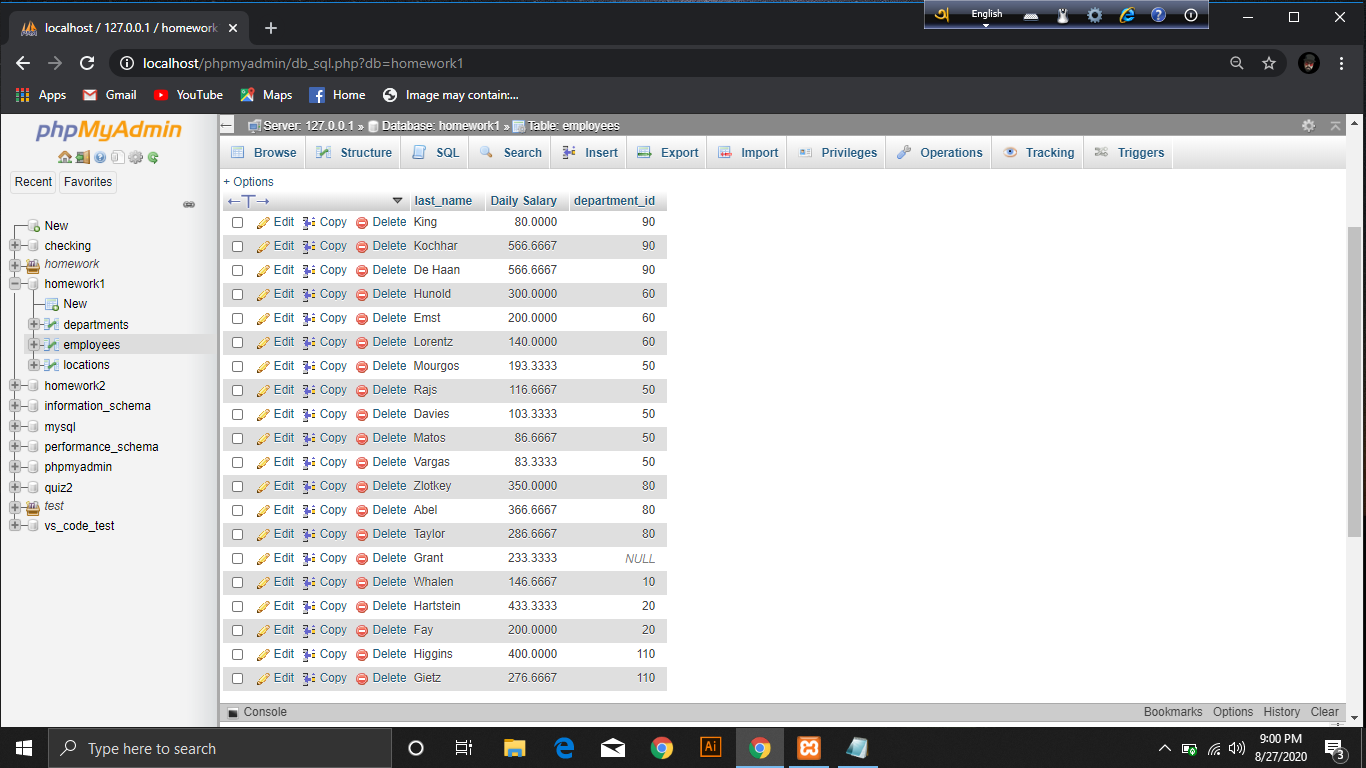 localhost / 127.0.0.1 / homework
অ English
localhost/phpmyadmin/db_sql.php?db=homework1
Apps Gmail YouTube Maps Home Image may contain:...
phpMyAdmin
Recent Favorites
New
checking
homework
homework1
New
departments
employees
locations
homework2
information_schema
mysql
performance_schema
phpmyadmin
quiz2
test
vs_code_test
Server: 127.0.0.1 » Database: homework1 » Table: employees
Browse Structure SQL Search Insert Export Import Privileges Operations Tracking Triggers
+ Options
←T→ last_name Daily Salary department_id
Edit Copy Delete King 80.0000 90
Edit Copy Delete Kochhar 566.6667 90
Edit Copy Delete De Haan 566.6667 90
Edit Copy Delete Hunold 300.0000 60
Edit Copy Delete Ernst 200.0000 60
Edit Copy Delete Lorentz 140.0000 60
Edit Copy Delete Mourgos 193.3333 50
Edit Copy Delete Rajs 116.6667 50
Edit Copy Delete Davies 103.3333 50
Edit Copy Delete Matos 86.6667 50
Edit Copy Delete Vargas 83.3333 50
Edit Copy Delete Zlotkey 350.0000 80
Edit Copy Delete Abel 366.6667 80
Edit Copy Delete Taylor 286.6667 80
Edit Copy Delete Grant 233.3333 NULL
Edit Copy Delete Whalen 146.6667 10
Edit Copy Delete Hartstein 433.3333 20
Edit Copy Delete Fay 200.0000 20
Edit Copy Delete Higgins 400.0000 110
Edit Copy Delete Gietz 276.6667 110
Console Bookmarks Options History Clear
Type here to search
Ai
9:00 PM
8/27/2020
3